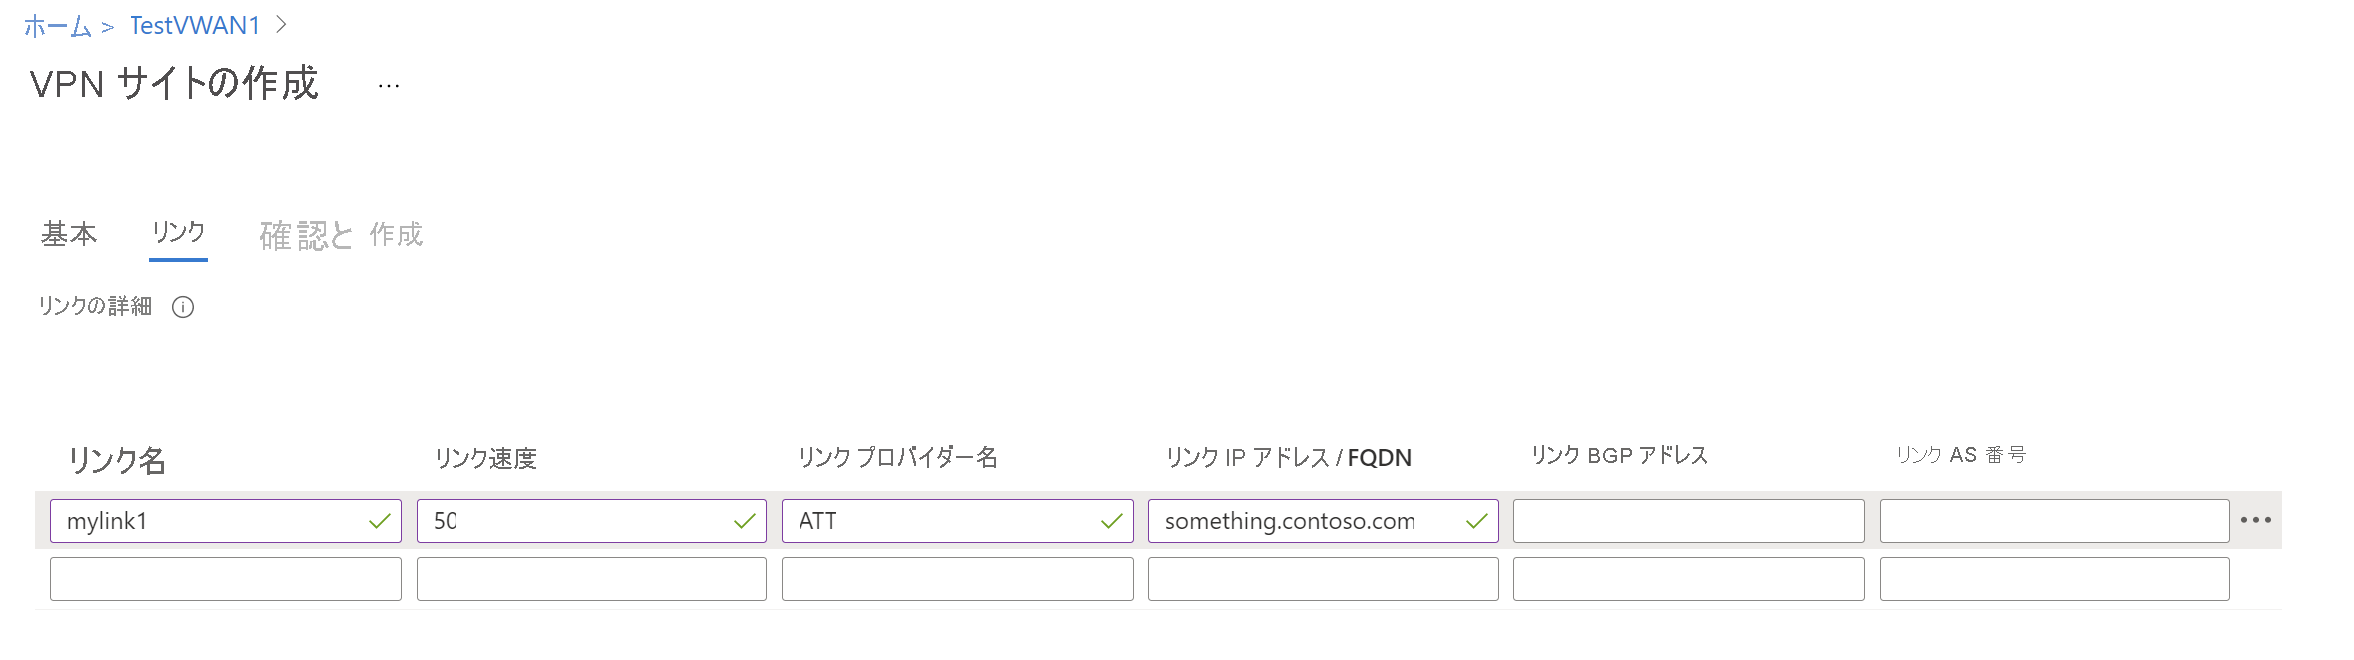 ホーム > TestVWAN1 >
VPN サイトの作成 ...
基本 リンク 確認と 作成
リンクの詳細
リンク名 リンク速度 リンク プロバイダー名 リンク IP アドレス / FQDN リンク BGP アドレス リンク AS 番号
mylink1 50 ATT something.contoso.com